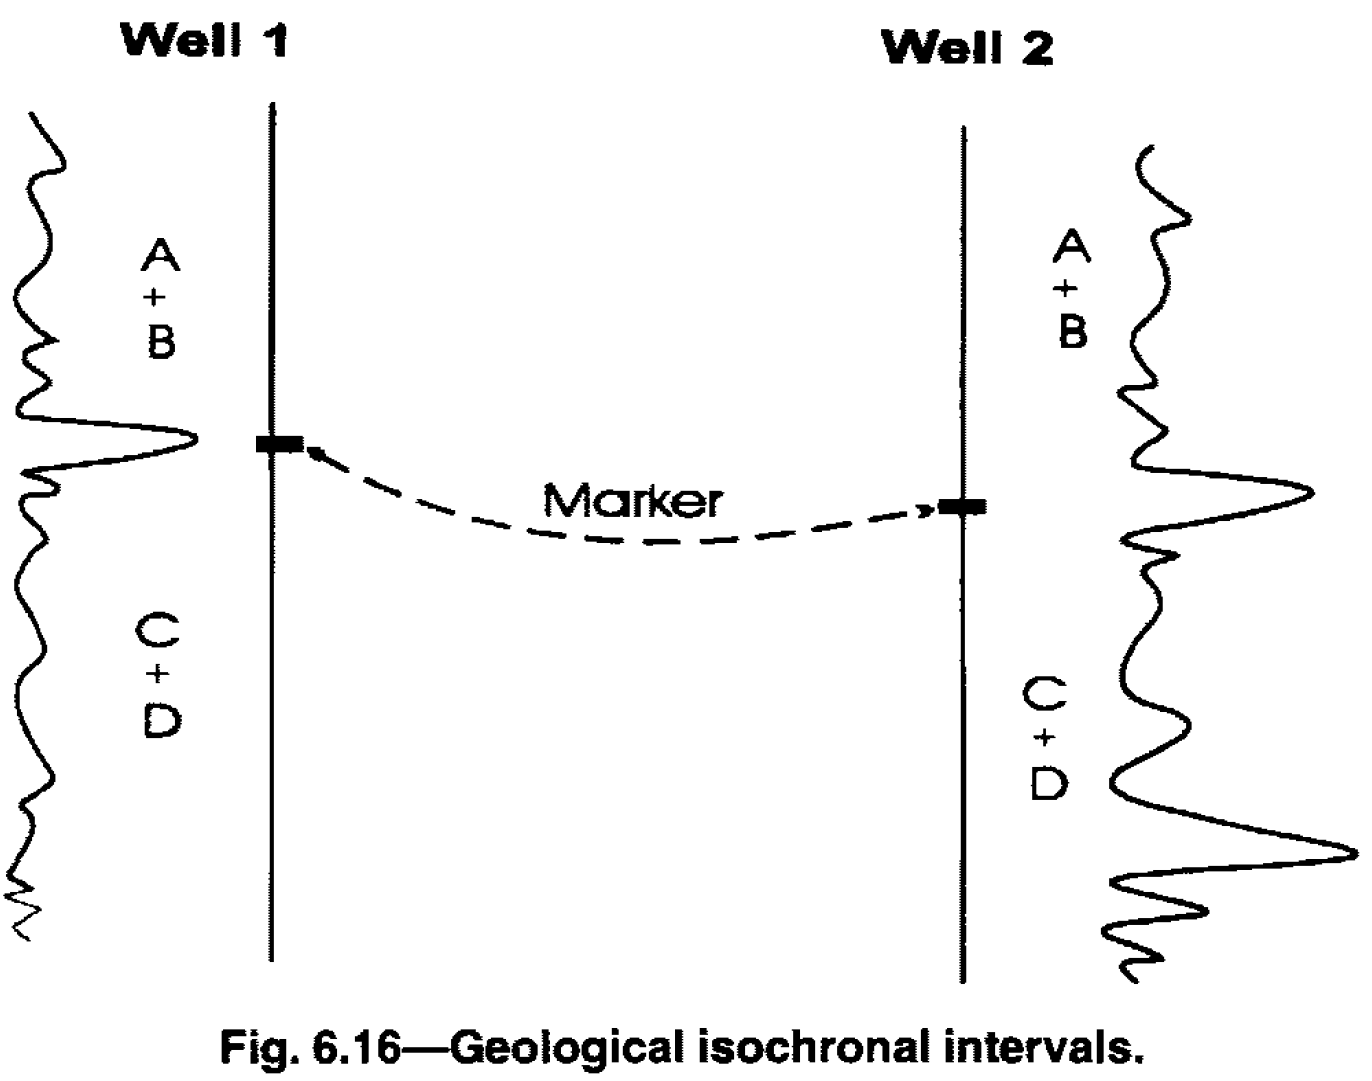 Well 1
Well 2
A
+
B
A
+
B
Marker
C
+
D
C
+
D
Fig. 6.16—Geological isochronal intervals.